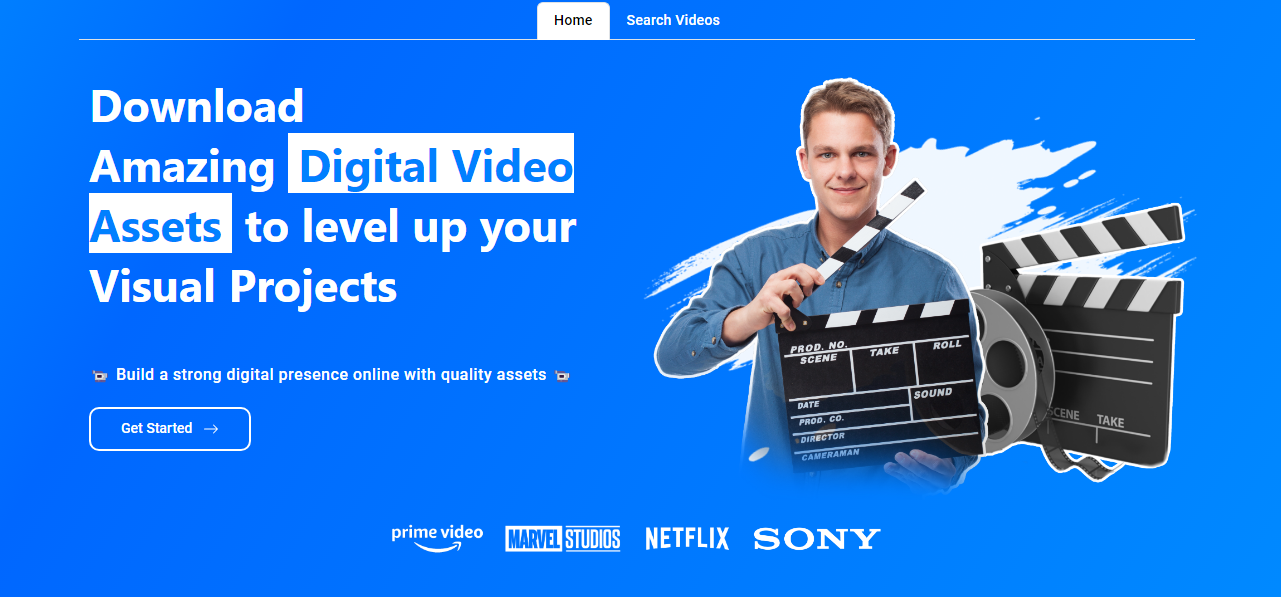 Home
Search Videos
Download
Amazing Digital Video
Assets to level up your
Visual Projects
Build a strong digital presence online with quality assets
Get Started
PROD. NO.
SCENE TAKE ROLL
DATE
SOUND
PROD. CO.
DIRECTOR
CAMERAMAN
SCENE TAKE
prime video
MARVEL STUDIOS
NETFLIX
SONY